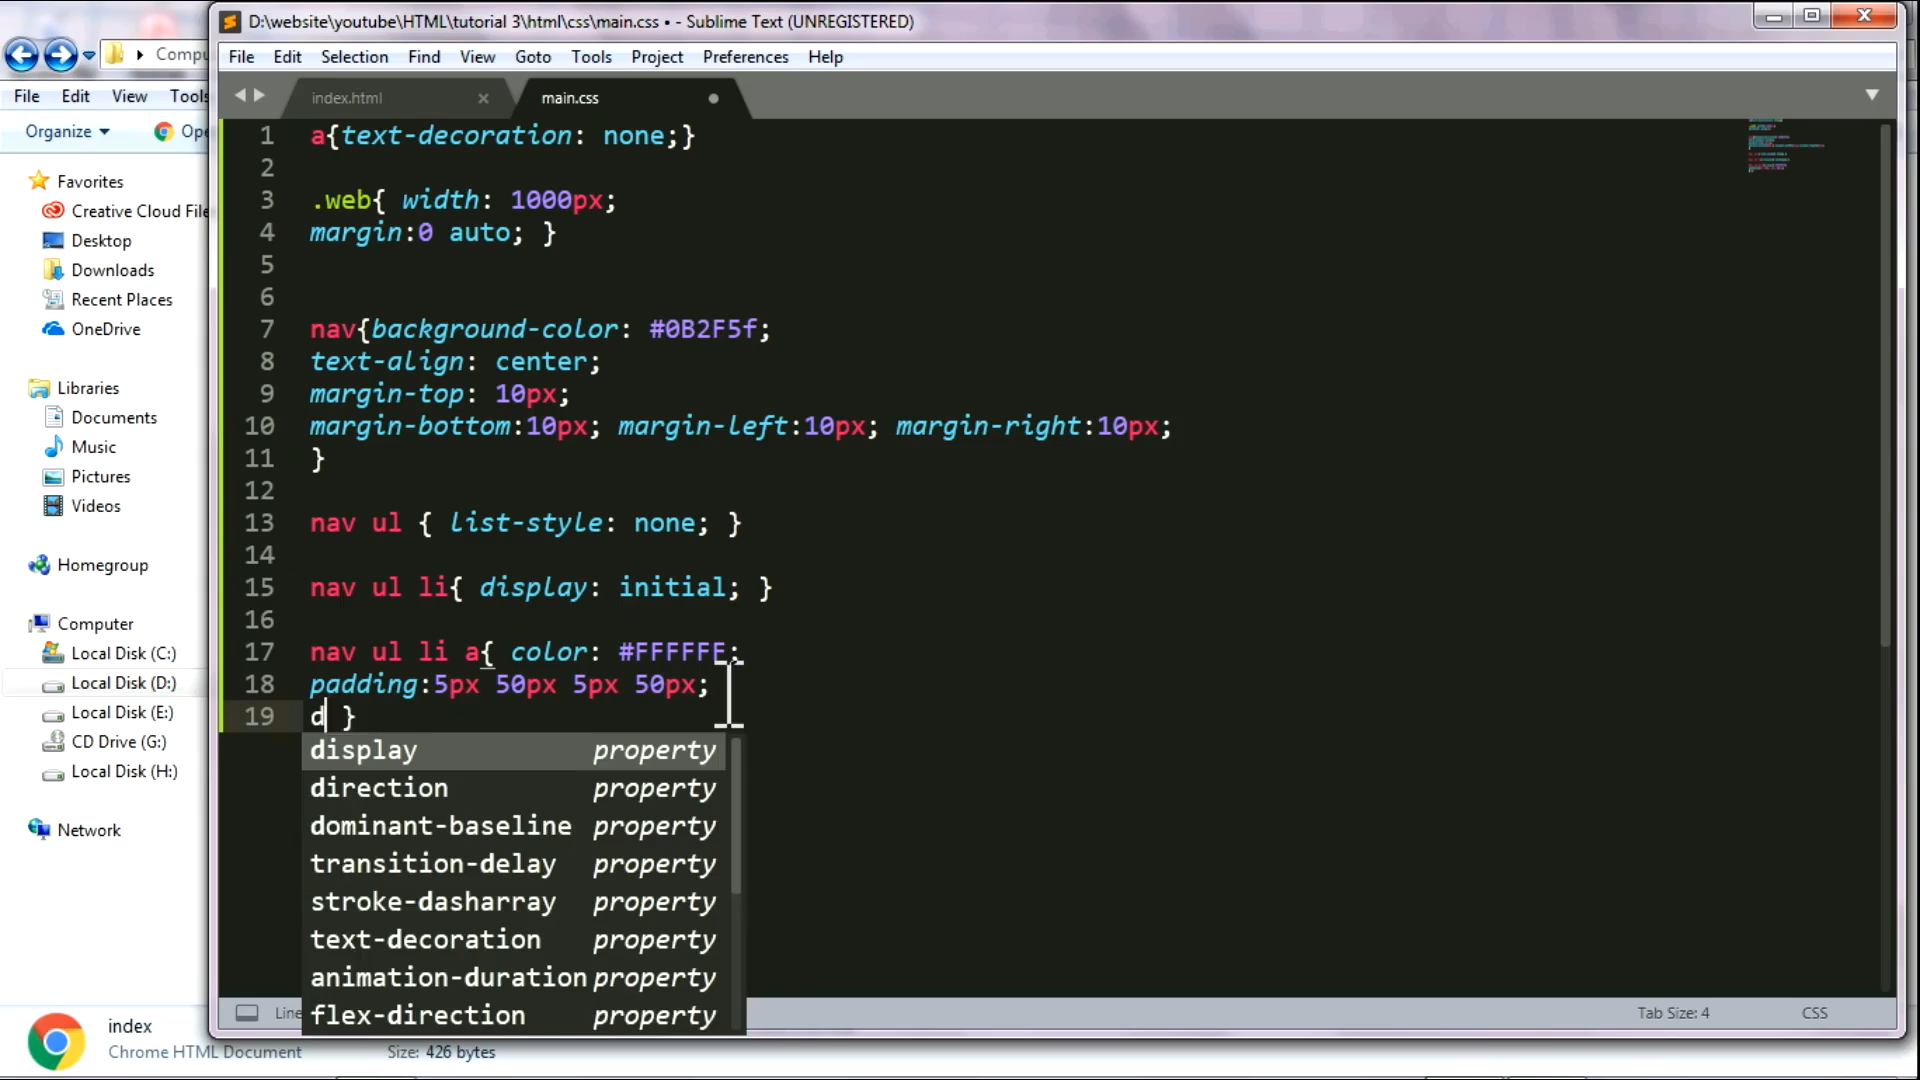 D:\website\youtube\HTML\tutorial 3\html\css\main.css • - Sublime Text (UNREGISTERED)
File Edit Selection Find View Goto Tools Project Preferences Help
Compu
File Edit View Tools
Organize Ope
index.html main.css
Favorites
Creative Cloud File
Desktop
Downloads
Recent Places
OneDrive
Libraries
Documents
Music
Pictures
Videos
Homegroup
Computer
Local Disk (C:)
Local Disk (D:)
Local Disk (E:)
CD Drive (G:)
Local Disk (H:)
Network
1 a{text-decoration: none;}
2
3 .web{ width: 1000px;
4 margin:0 auto; }
5
6
7 nav{background-color: #0B2F5f;
8 text-align: center;
9 margin-top: 10px;
10 margin-bottom:10px; margin-left:10px; margin-right:10px;
11 }
12
13 nav ul { list-style: none; }
14
15 nav ul li{ display: initial; }
16
17 nav ul li a{ color: #FFFFFF;
18 padding:5px 50px 5px 50px;
19 d }
display property
direction property
dominant-baseline property
transition-delay property
stroke-dasharray property
text-decoration property
animation-duration property
flex-direction property
Line
Tab Size: 4 CSS
index
Chrome HTML Document Size: 426 bytes